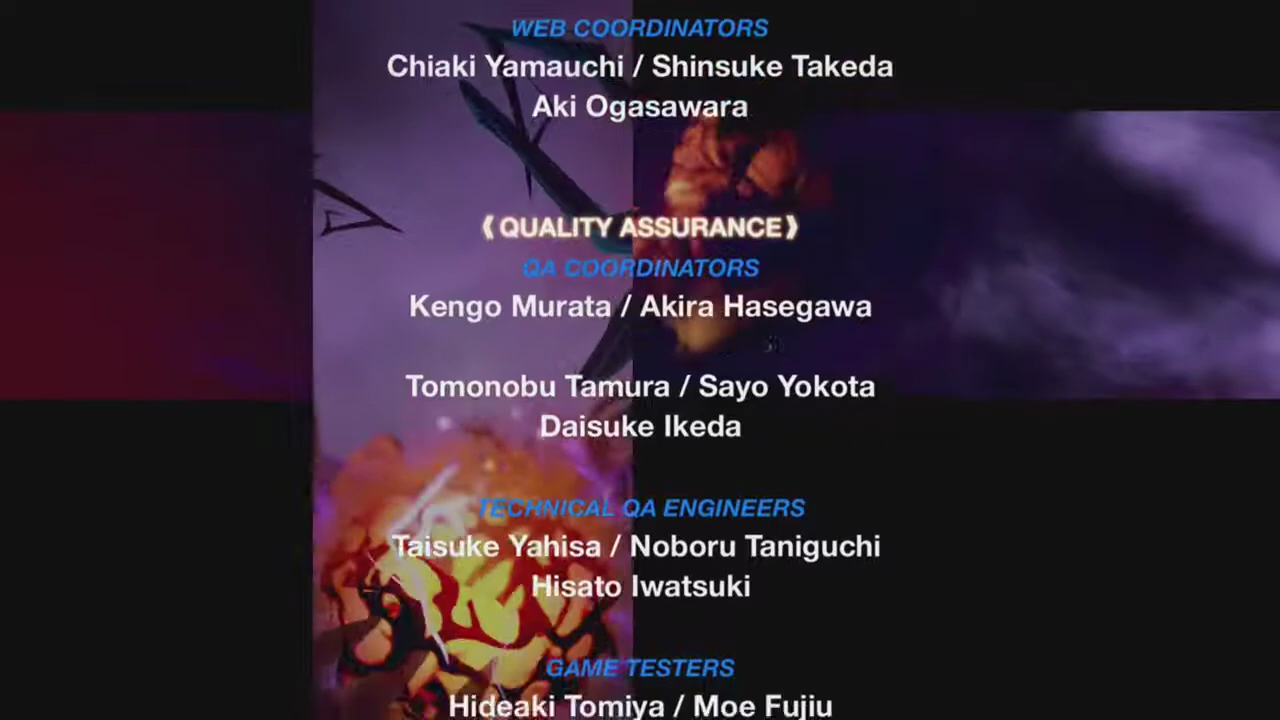 WEB COORDINATORS
Chiaki Yamauchi / Shinsuke Takeda
Aki Ogasawara
《QUALITY ASSURANCE》
QA COORDINATORS
Kengo Murata / Akira Hasegawa
Tomonobu Tamura / Sayo Yokota
Daisuke Ikeda
TECHNICAL QA ENGINEERS
Taisuke Yahisa / Noboru Taniguchi
Hisato Iwatsuki
GAME TESTERS
Hideaki Tomiya / Moe Fujiu